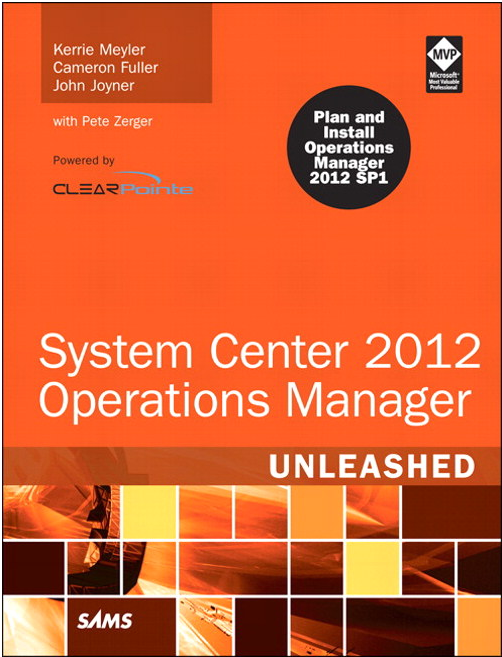 Kerrie Meyler
Cameron Fuller
John Joyner
with Pete Zerger
Powered by
CLEARPointe
MVP
Microsoft®
Most Valuable
Professional
Plan and
Install
Operations
Manager
2012 SP1
System Center 2012
Operations Manager
UNLEASHED
SAMS